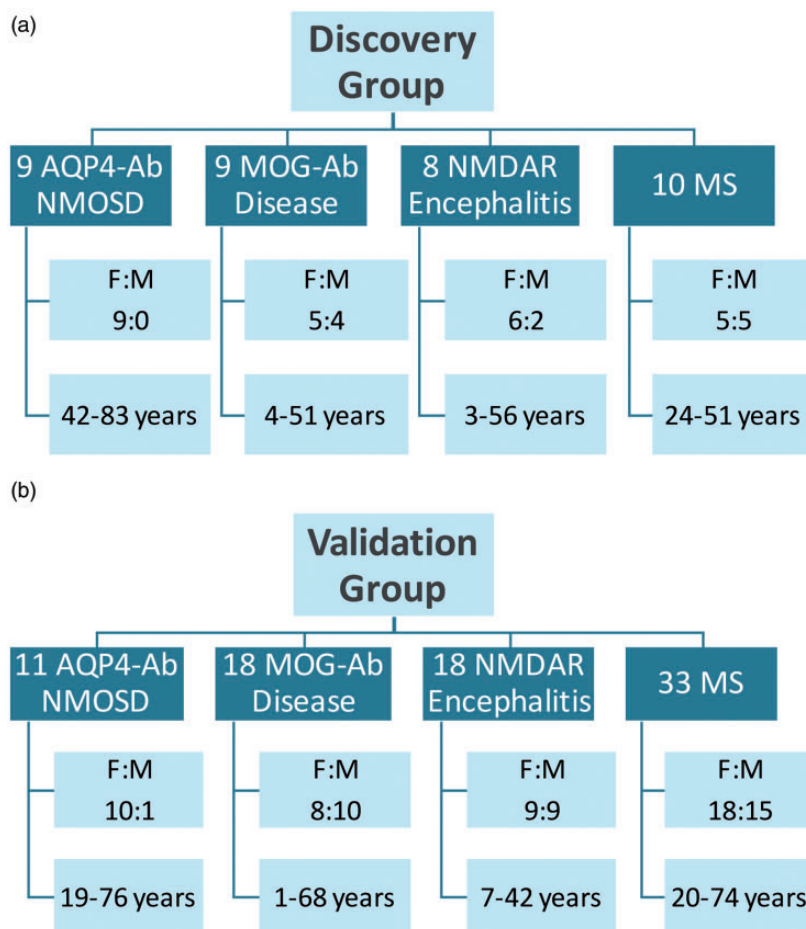 (a)
Discovery
Group
9 AQP4-Ab
NMOSD
9 MOG-Ab
Disease
8 NMDAR
Encephalitis
10 MS
F:M
9:0
F:M
5:4
F:M
6:2
F:M
5:5
42-83 years
4-51 years
3-56 years
24-51 years
(b)
Validation
Group
11 AQP4-Ab
NMOSD
18 MOG-Ab
Disease
18 NMDAR
Encephalitis
33 MS
F:M
10:1
F:M
8:10
F:M
9:9
F:M
18:15
19-76 years
1-68 years
7-42 years
20-74 years